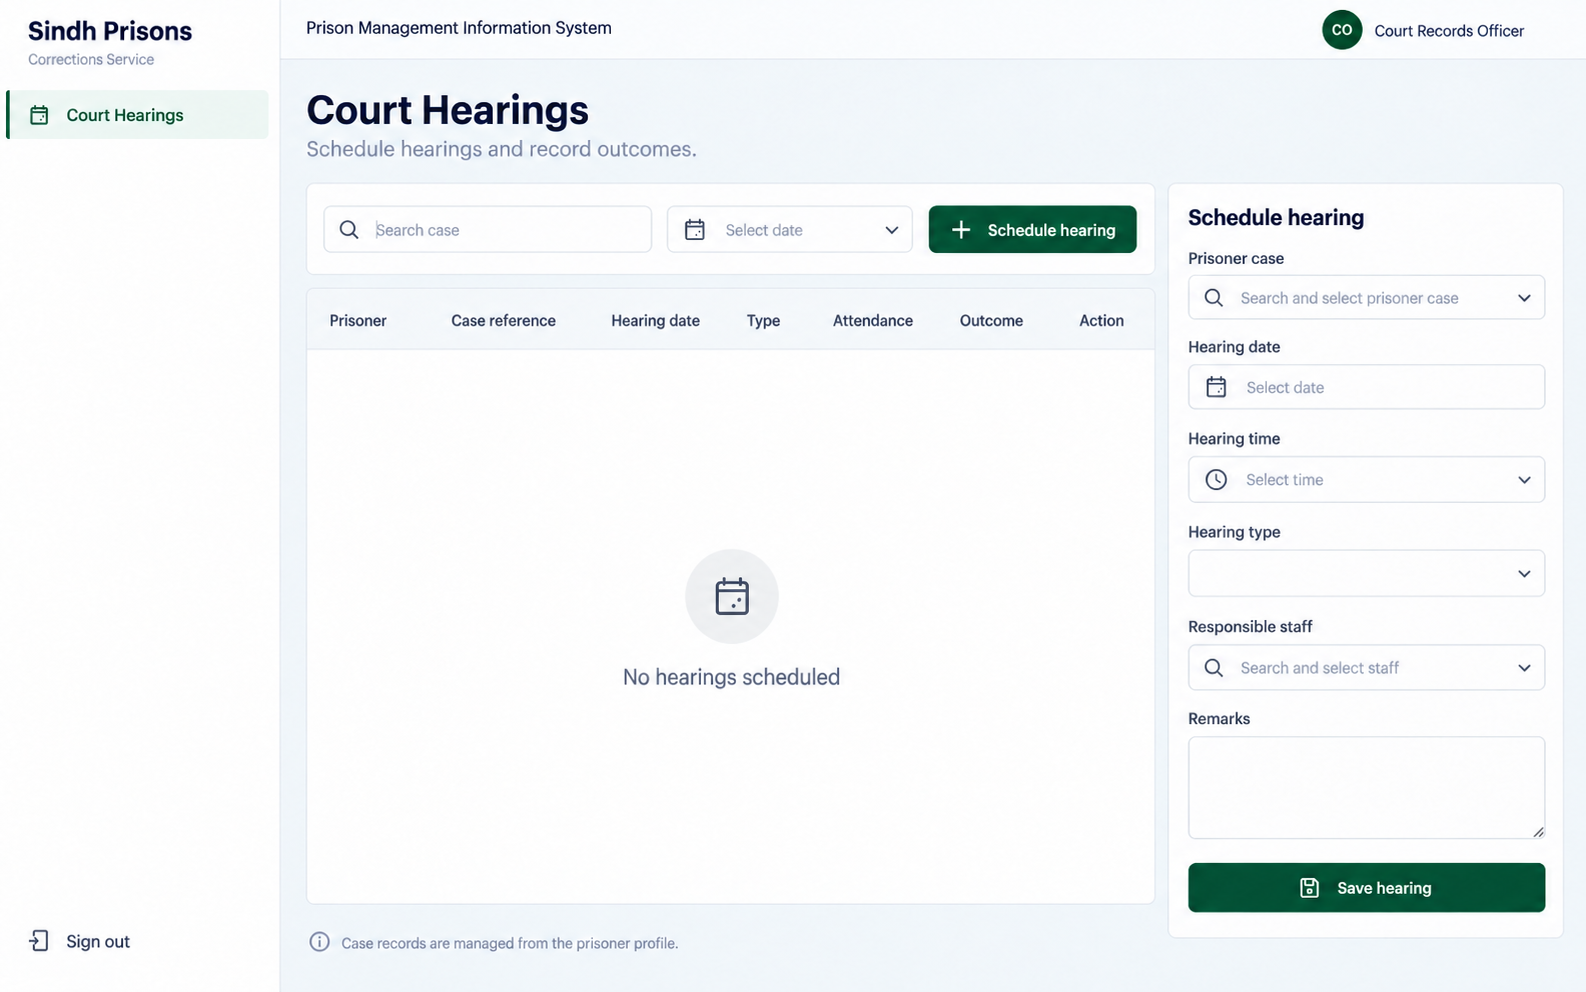 Sindh Prisons
Corrections Service
Court Hearings
Sign out
Prison Management Information System
CO
Court Records Officer
Court Hearings
Schedule hearings and record outcomes.
Search case
Select date
Schedule hearing
Prisoner Case reference Hearing date Type Attendance Outcome Action
No hearings scheduled
Case records are managed from the prisoner profile.
Schedule hearing
Prisoner case
Search and select prisoner case
Hearing date
Select date
Hearing time
Select time
Hearing type
Responsible staff
Search and select staff
Remarks
Save hearing